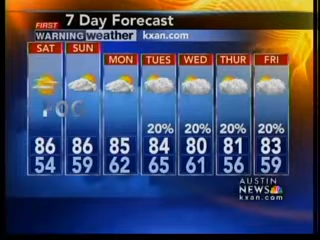 FIRST 7 Day Forecast
WARNING weather kxan.com
SAT SUN MON TUES WED THUR FRI
FOG
20% 20% 20% 20%
86 86 85 84 80 81 83
54 59 62 65 61 56 59
AUSTIN
NEWS
kxan.com